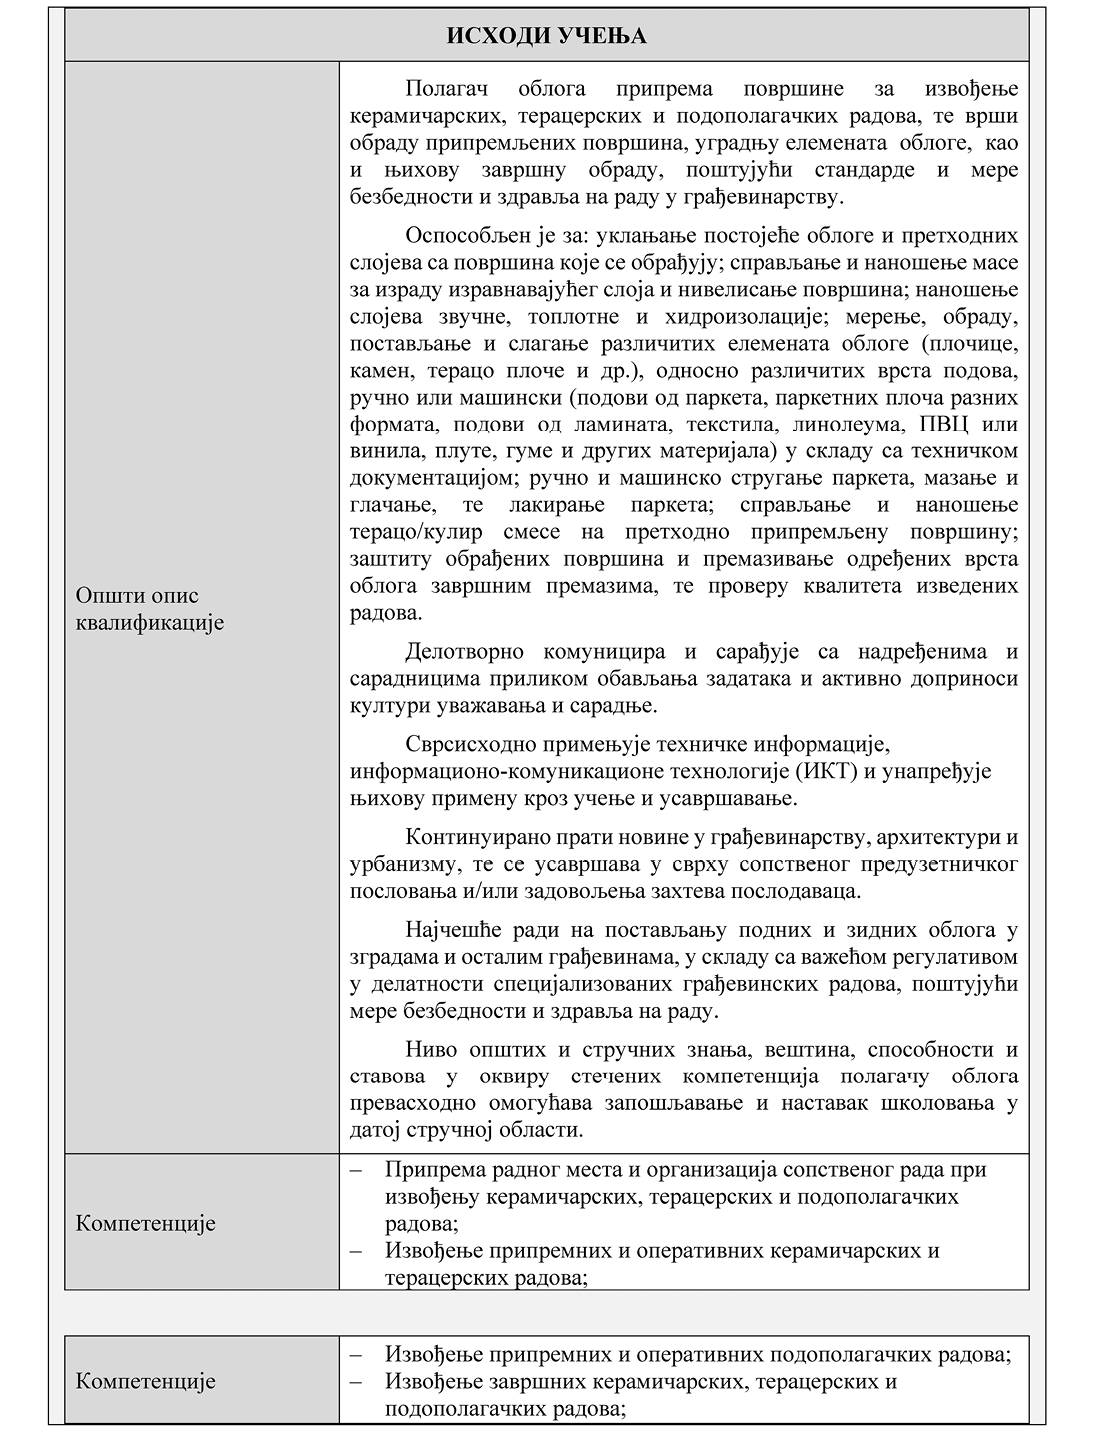 ИСХОДИ УЧЕЊА
Општи опис
квалификације
Полагач облога припрема површине за извођење
керамичарских, терацерских и подополагачких радова, те врши
обраду припремљених површина, уградњу елемената облоге, као
и њихову завршну обраду, поштујући стандарде и мере
безбедности и здравља на раду у грађевинарству.
Оспособљен је за: уклањање постојеће облоге и претходних
слојева са површина које се обрађују; справљање и наношење масе
за израду изравнавајућег слоја и нивелисање површина; наношење
слојева звучне, топлотне и хидроизолације; мерење, обраду,
постављање и слагање различитих елемената облоге (плочице,
камен, терацо плоче и др.), односно различитих врста подова,
ручно или машински (подови од паркета, паркетних плоча разних
формата, подови од ламината, текстила, линолеума, ПВЦ или
винила, плуте, гуме и других материјала) у складу са техничком
документацијом; ручно и машинско стругање паркета, мазање и
глачање, те лакирање паркета; справљање и наношење
терацо/кулир смесе на претходно припремљену површину;
заштиту обрађених површина и премазивање одређених врста
облога завршним премазима, те проверу квалитета изведених
радова.
Делотворно комуницира и сарађује са надређенима и
сарадницима приликом обављања задатака и активно доприноси
култури уважавања и сарадње.
Сврсисходно примењује техничке информације,
информационо-комуникационе технологије (ИКТ) и унапређује
њихову примену кроз учење и усавршавање.
Континуирано прати новине у грађевинарству, архитектури и
урбанизму, те се усавршава у сврху сопственог предузетничког
пословања и/или задовољења захтева послодаваца.
Најчешће ради на постављању подних и зидних облога у
зградама и осталим грађевинама, у складу са важећом регулативом
у делатности специјализованих грађевинских радова, поштујући
мере безбедности и здравља на раду.
Ниво општих и стручних знања, вештина, способности и
ставова у оквиру стечених компетенција полагачу облога
превасходно омогућава запошљавање и наставак школовања у
датој стручној области.
Компетенције
– Припрема радног места и организација сопственог рада при
извођењу керамичарских, терацерских и подополагачких
радова;
– Извођење припремних и оперативних керамичарских и
терацерских радова;
Компетенције
– Извођење припремних и оперативних подополагачких радова;
– Извођење завршних керамичарских, терацерских и
подополагачких радова;